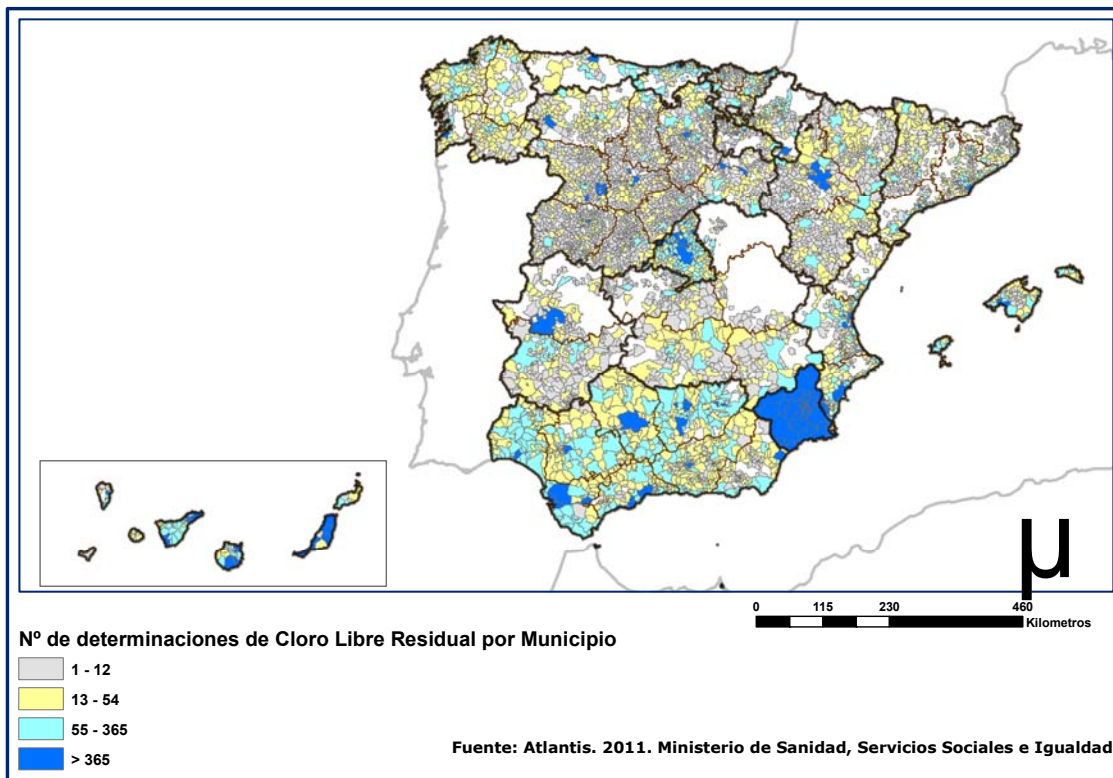 µ
0 115 230 460
Kilometros
Nº de determinaciones de Cloro Libre Residual por Municipio
1 - 12
13 - 54
55 - 365
> 365
Fuente: Atlantis. 2011. Ministerio de Sanidad, Servicios Sociales e Igualdad